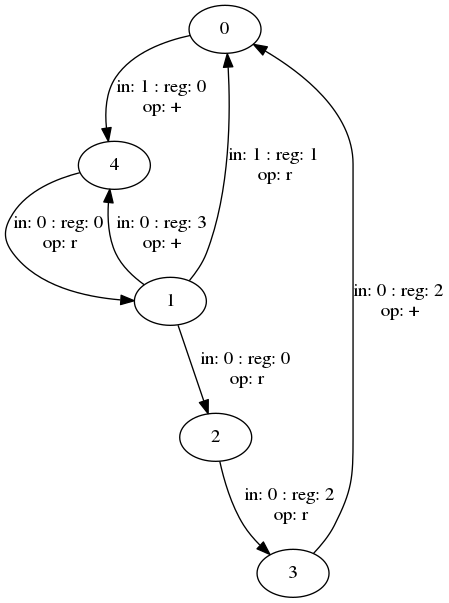 0
in: 1 : reg: 0
op: +
in: 1 : reg: 1
op: r
4
in: 0 : reg: 0
op: r
in: 0 : reg: 3
op: +
1
in: 0 : reg: 2
op: +
in: 0 : reg: 0
op: r
2
in: 0 : reg: 2
op: r
3